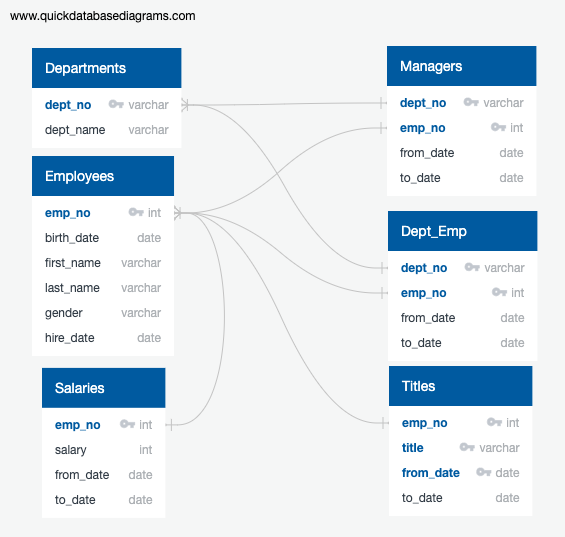 www.quickdatabasediagrams.com
Departments
dept_no varchar
dept_name varchar
Employees
emp_no int
birth_date date
first_name varchar
last_name varchar
gender varchar
hire_date date
Salaries
emp_no int
salary int
from_date date
to_date date
Managers
dept_no varchar
emp_no int
from_date date
to_date date
Dept_Emp
dept_no varchar
emp_no int
from_date date
to_date date
Titles
emp_no int
title varchar
from_date date
to_date date